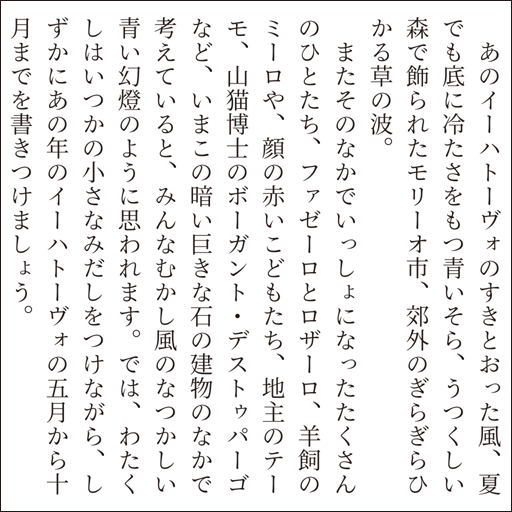 あのイーハトーヴォのすきとおった風、夏
でも底に冷たさをもつ青いそら、うつくしい
森で飾られたモリーオ市、郊外のぎらぎらひ
かる草の波。
またそのなかでいっしょになったたくさん
のひとたち、ファゼーロとロザーロ、羊飼の
ミーロや、顔の赤いこどもたち、地主のテー
モ、山猫博士のボーガント・デストゥパーゴ
など、いまこの暗い巨きな石の建物のなかで
考えていると、みんなむかし風のなつかしい
青い幻燈のように思われます。では、わたく
しはいつかの小さなみだしをつけながら、し
ずかにあの年のイーハトーヴォの五月から十
月までを書きつけましょう。